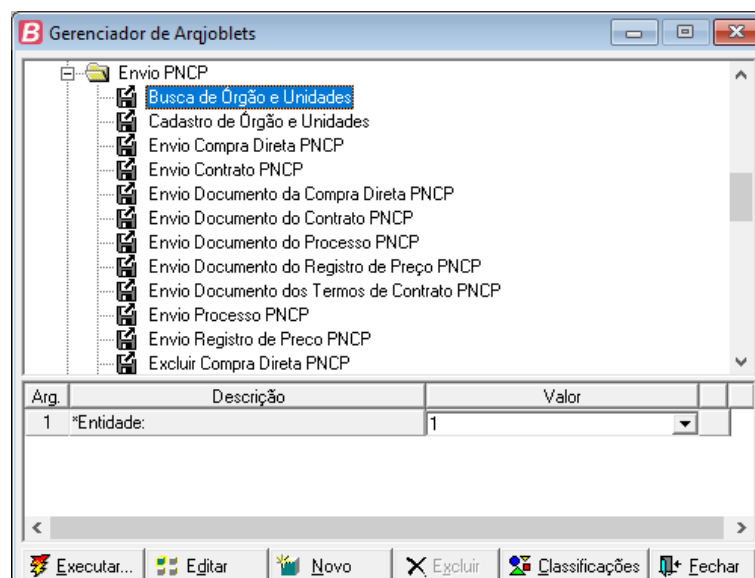 B Gerenciador de Arqjoblets
Envio PNCP
Busca de Órgão e Unidades
Cadastro de Órgão e Unidades
Envio Compra Direta PNCP
Envio Contrato PNCP
Envio Documento da Compra Direta PNCP
Envio Documento do Contrato PNCP
Envio Documento do Processo PNCP
Envio Documento do Registro de Preço PNCP
Envio Documento dos Termos de Contrato PNCP
Envio Processo PNCP
Envio Registro de Preco PNCP
Excluir Compra Direta PNCP
Arg. Descrição Valor
1 *Entidade: 1
Executar... Editar Novo Excluir Classificações Fechar